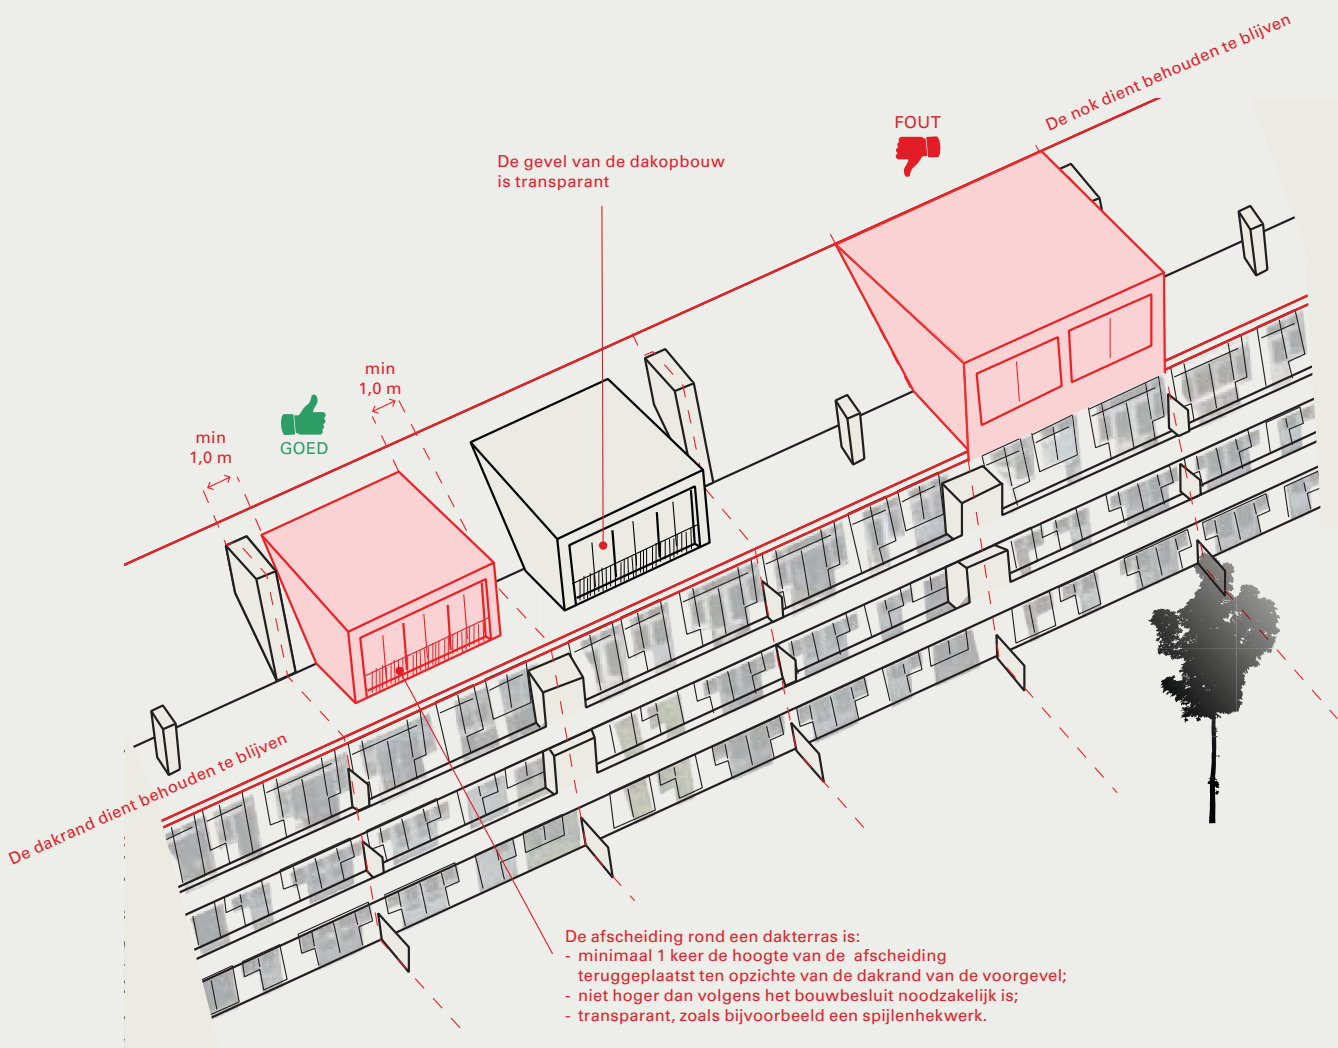 De nok dient behouden te blijven
FOUT
De gevel van de dakopbouw
is transparant
min
1,0 m
min
1,0 m
GOED
De dakrand dient behouden te blijven
De afscheiding rond een dakterras is:
- minimaal 1 keer de hoogte van de afscheiding
teruggeplaatst ten opzichte van de dakrand van de voorgevel;
- niet hoger dan volgens het bouwbesluit noodzakelijk is;
- transparant, zoals bijvoorbeeld een spijlenhekwerk.